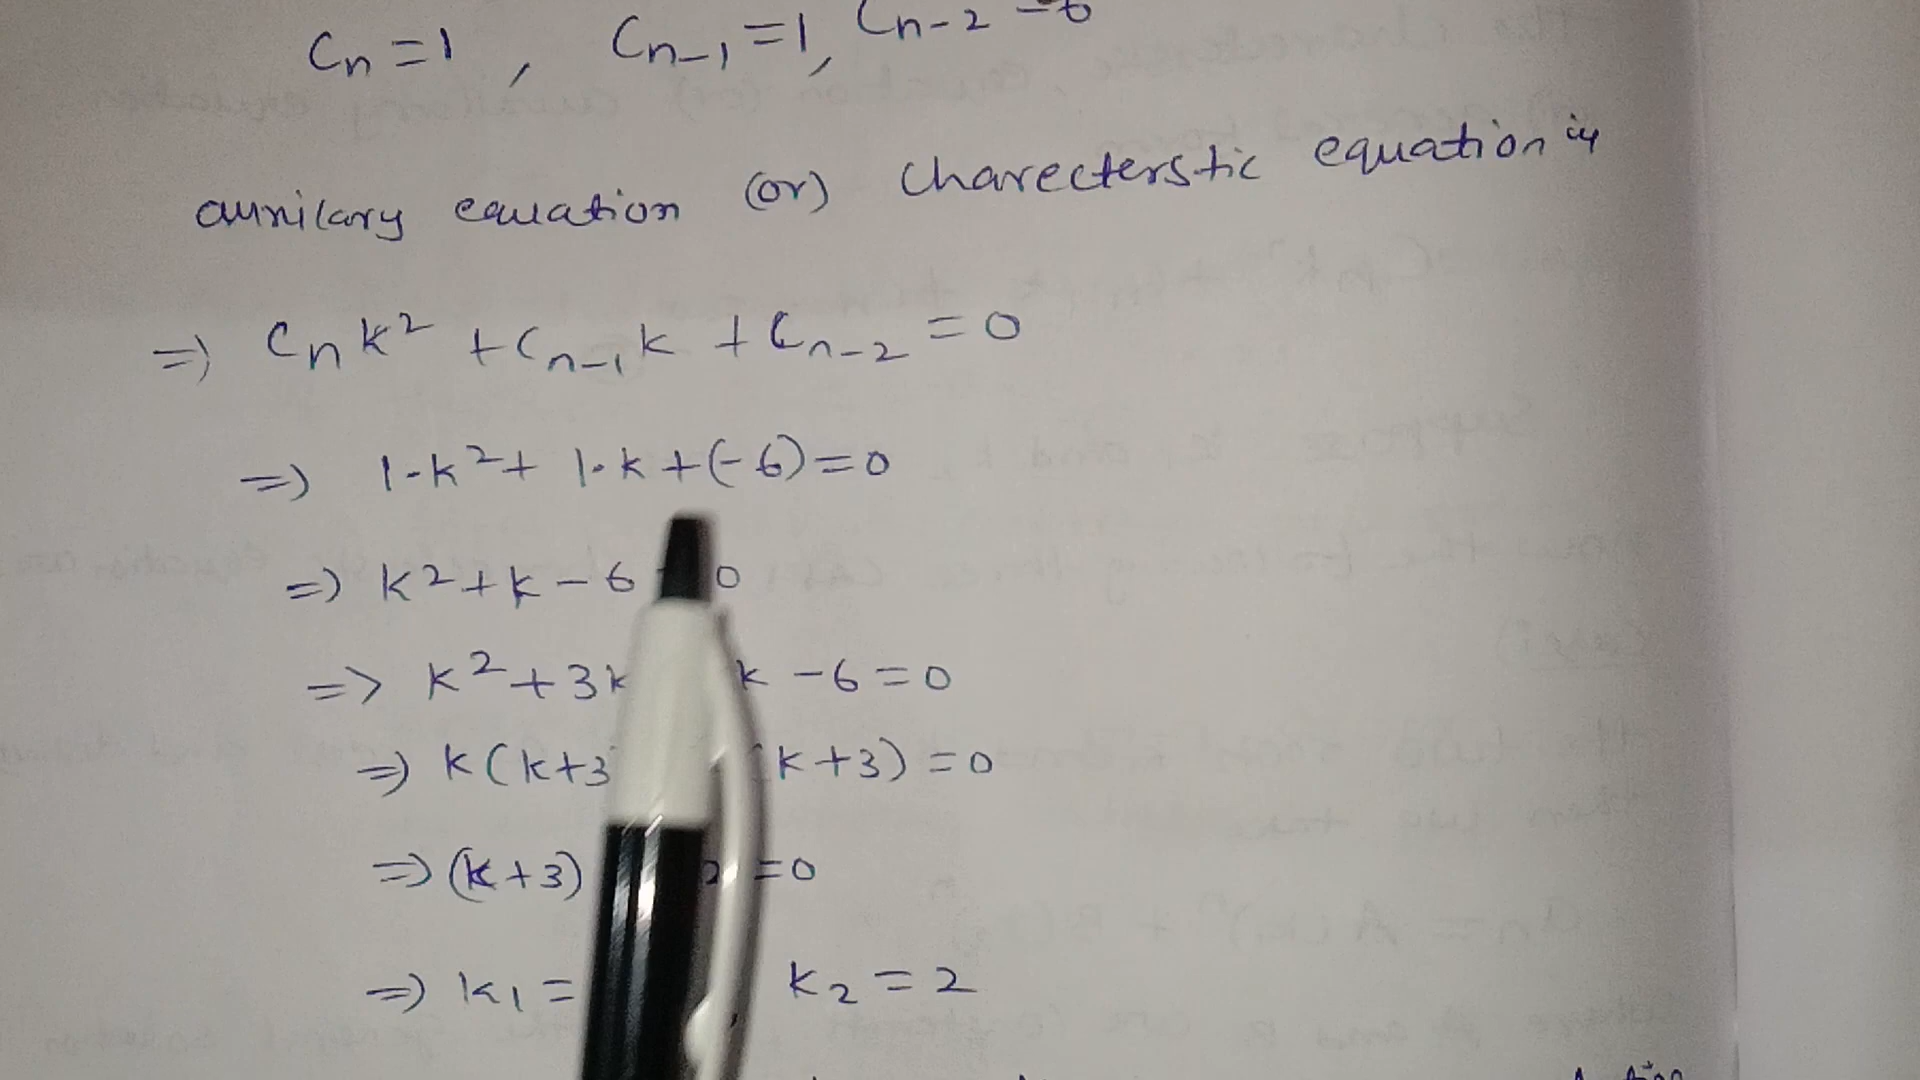 Cn = 1 , Cn-1 = 1, Cn-2 = -6
auxilary equation (or) charecterstic equation is
=) Cn k² + Cn-1 k + Cn-2 = 0
=) 1·k² + 1·k + (-6) = 0
=) k² + k - 6 0
=> k² + 3k k - 6 = 0
=) k(k+3 (k+3) = 0
=) (k+3) 2 = 0
=) k1 = , k2 = 2